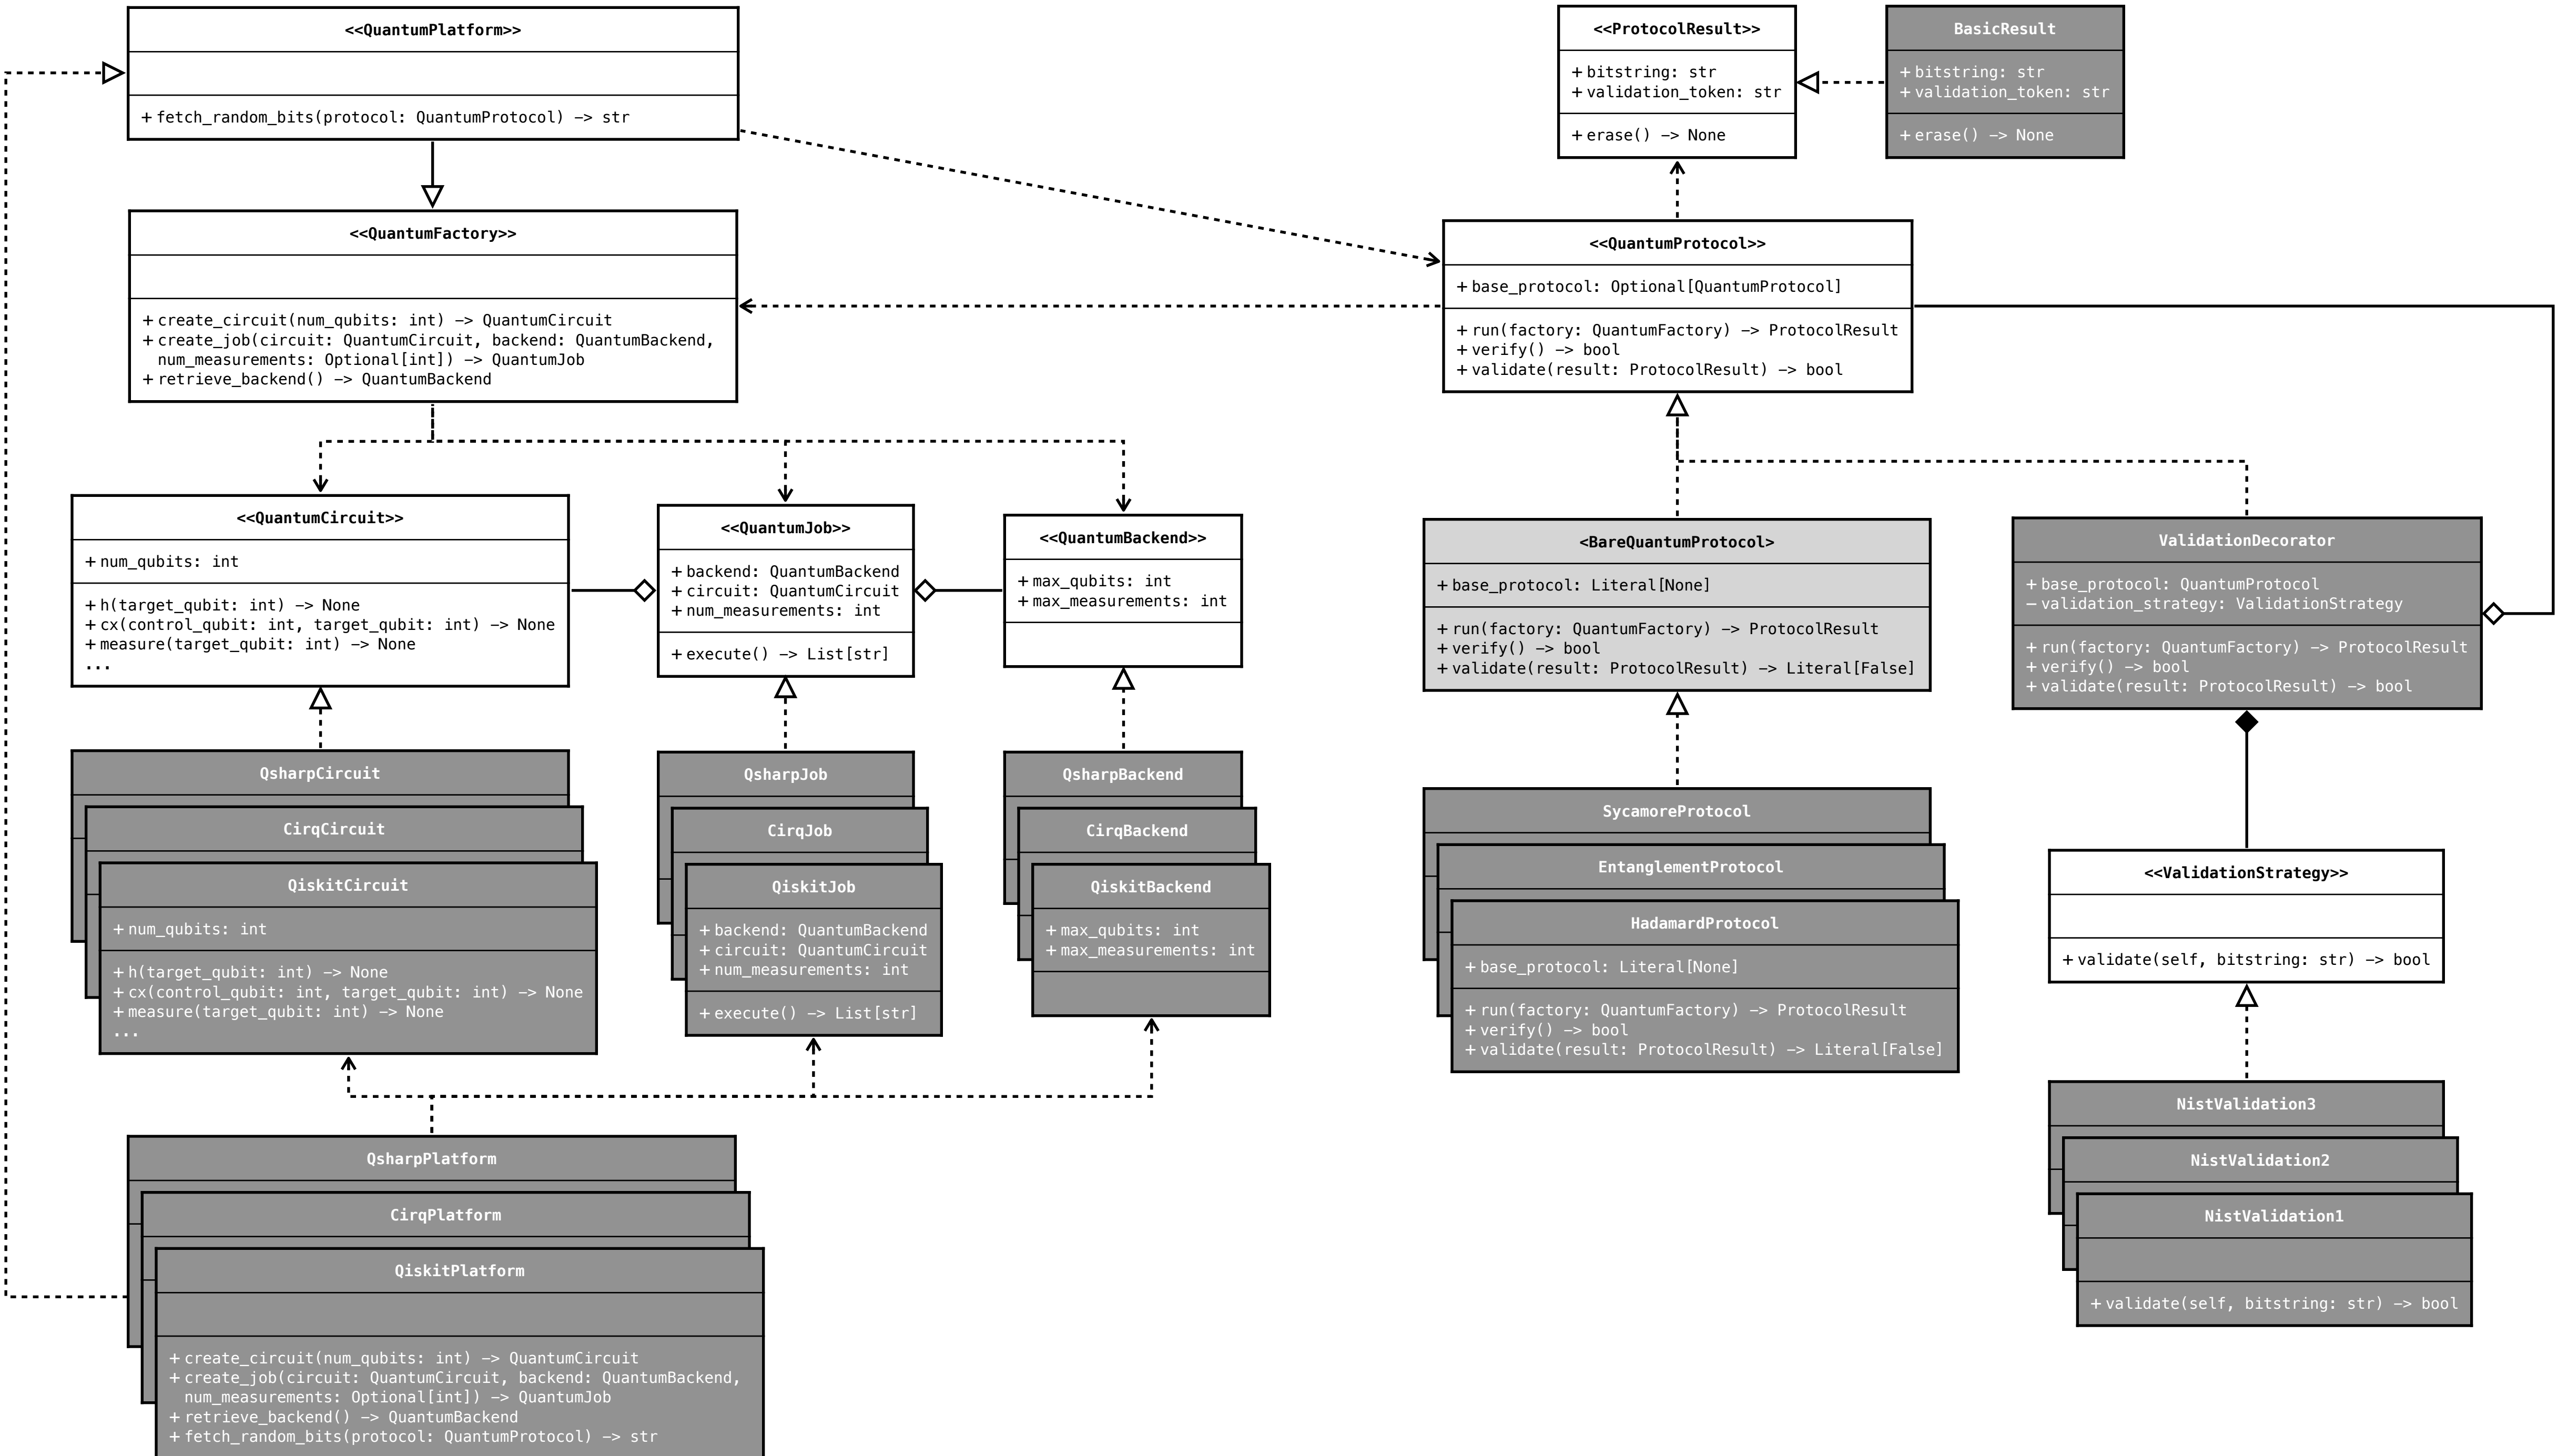 <<QuantumPlatform>>
+ fetch_random_bits(protocol: QuantumProtocol) -> str
<<ProtocolResult>>
+ bitstring: str
+ validation_token: str
+ erase() -> None
BasicResult
+ bitstring: str
+ validation_token: str
+ erase() -> None
<<QuantumFactory>>
+ create_circuit(num_qubits: int) -> QuantumCircuit
+ create_job(circuit: QuantumCircuit, backend: QuantumBackend,
num_measurements: Optional[int]) -> QuantumJob
+ retrieve_backend() -> QuantumBackend
<<QuantumProtocol>>
+ base_protocol: Optional[QuantumProtocol]
+ run(factory: QuantumFactory) -> ProtocolResult
+ verify() -> bool
+ validate(result: ProtocolResult) -> bool
<<QuantumCircuit>>
+ num_qubits: int
+ h(target_qubit: int) -> None
+ cx(control_qubit: int, target_qubit: int) -> None
+ measure(target_qubit: int) -> None
...
<<QuantumJob>>
+ backend: QuantumBackend
+ circuit: QuantumCircuit
+ num_measurements: int
+ execute() -> List[str]
<<QuantumBackend>>
+ max_qubits: int
+ max_measurements: int
<BareQuantumProtocol>
+ base_protocol: Literal[None]
+ run(factory: QuantumFactory) -> ProtocolResult
+ verify() -> bool
+ validate(result: ProtocolResult) -> Literal[False]
ValidationDecorator
+ base_protocol: QuantumProtocol
- validation_strategy: ValidationStrategy
+ run(factory: QuantumFactory) -> ProtocolResult
+ verify() -> bool
+ validate(result: ProtocolResult) -> bool
QsharpCircuit
CirqCircuit
QiskitCircuit
+ num_qubits: int
+ h(target_qubit: int) -> None
+ cx(control_qubit: int, target_qubit: int) -> None
+ measure(target_qubit: int) -> None
...
QsharpJob
CirqJob
QiskitJob
+ backend: QuantumBackend
+ circuit: QuantumCircuit
+ num_measurements: int
+ execute() -> List[str]
QsharpBackend
CirqBackend
QiskitBackend
+ max_qubits: int
+ max_measurements: int
SycamoreProtocol
EntanglementProtocol
HadamardProtocol
+ base_protocol: Literal[None]
+ run(factory: QuantumFactory) -> ProtocolResult
+ verify() -> bool
+ validate(result: ProtocolResult) -> Literal[False]
<<ValidationStrategy>>
+ validate(self, bitstring: str) -> bool
NistValidation3
NistValidation2
NistValidation1
+ validate(self, bitstring: str) -> bool
QsharpPlatform
CirqPlatform
QiskitPlatform
+ create_circuit(num_qubits: int) -> QuantumCircuit
+ create_job(circuit: QuantumCircuit, backend: QuantumBackend,
num_measurements: Optional[int]) -> QuantumJob
+ retrieve_backend() -> QuantumBackend
+ fetch_random_bits(protocol: QuantumProtocol) -> str